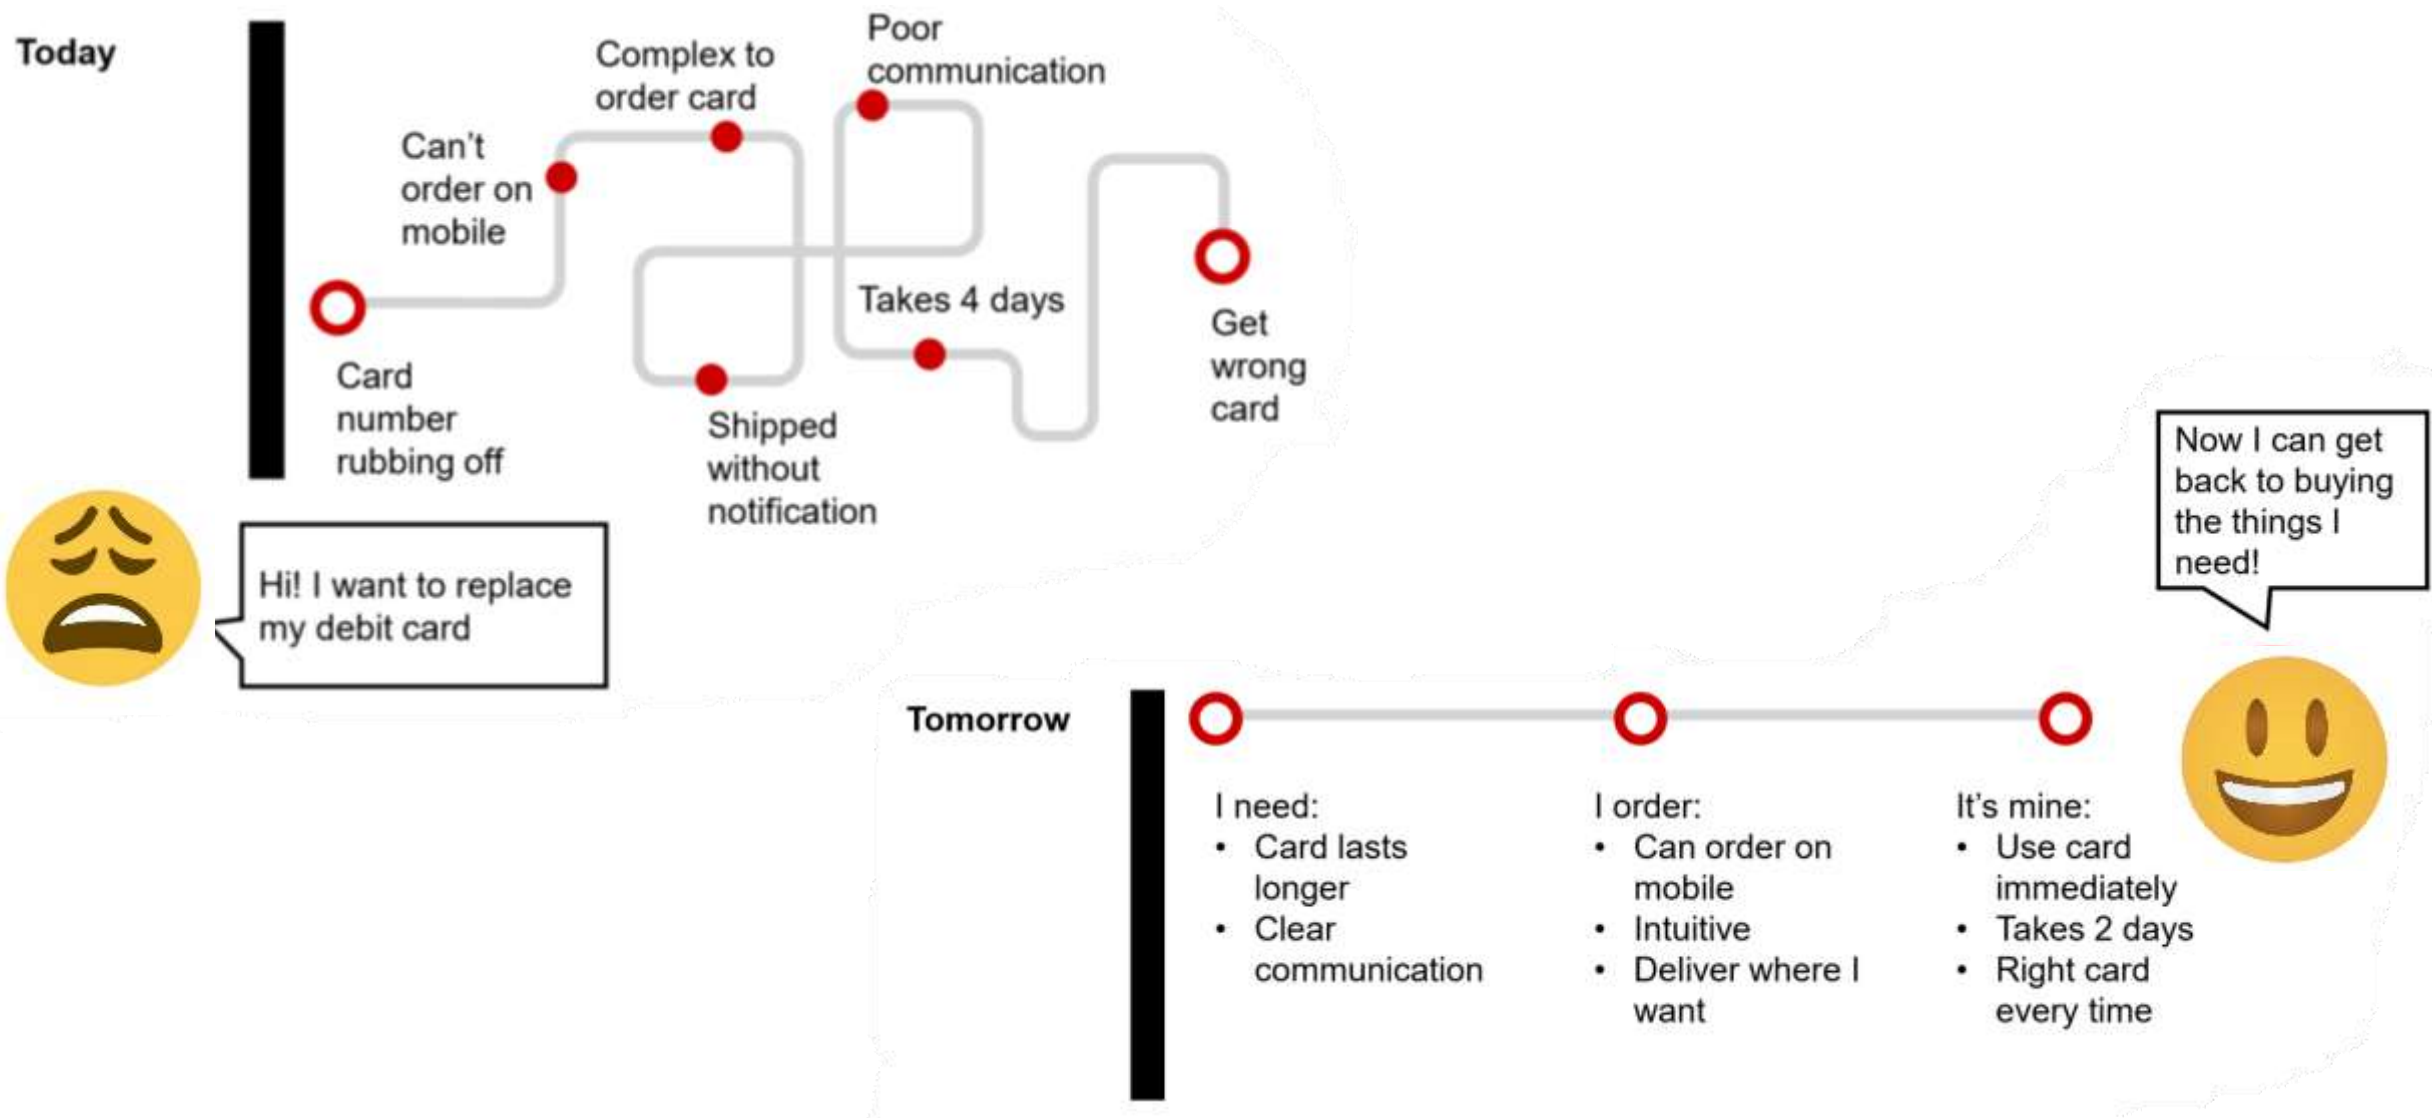 Today
Card
number
rubbing off
Can't
order on
mobile
Complex to
order card
Shipped
without
notification
Poor
communication
Takes 4 days
Get
wrong
card
Hi! I want to replace
my debit card
Tomorrow
I need:
• Card lasts
longer
• Clear
communication
I order:
• Can order on
mobile
• Intuitive
• Deliver where I
want
It's mine:
• Use card
immediately
• Takes 2 days
• Right card
every time
Now I can get
back to buying
the things I
need!